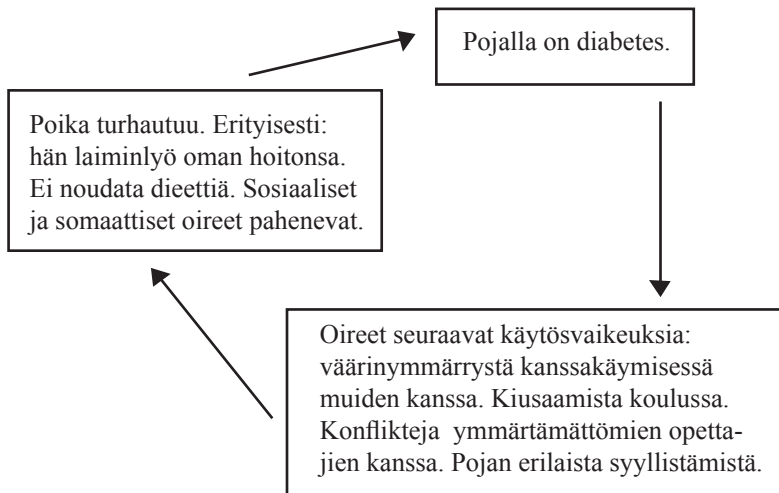 Pojalla on diabetes.
Poika turhautuu. Erityisesti:
hän laiminlyö oman hoitonsa.
Ei noudata dieettiä. Sosiaaliset
ja somaattiset oireet pahenevat.
Oireet seuraavat käytösvaikeuksia:
väärinymmärrystä kanssakäymisessä
muiden kanssa. Kiusaamista koulussa.
Konflikteja ymmärtämättömien opetta-
jien kanssa. Pojan erilaista syyllistämistä.